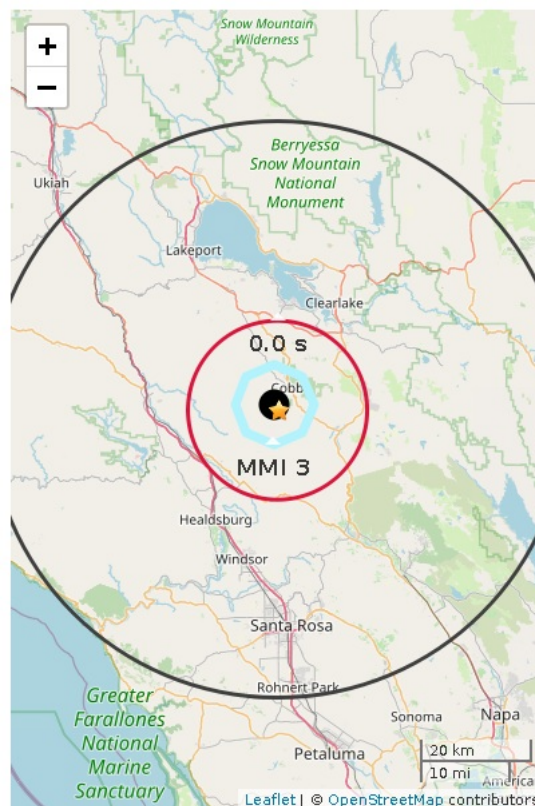 +
−
Snow Mountain
Wilderness
Berryessa
Snow Mountain
National
Monument
Ukiah
Lakeport
Clearlake
0.0 s
Cobb
MMI 3
Healdsburg
Windsor
Santa Rosa
Rohnert Park
Greater
Farallones
National
Marine
Sanctuary
Sonoma
Napa
Petaluma
20 km
10 mi
America
Leaflet | © OpenStreetMap contributors